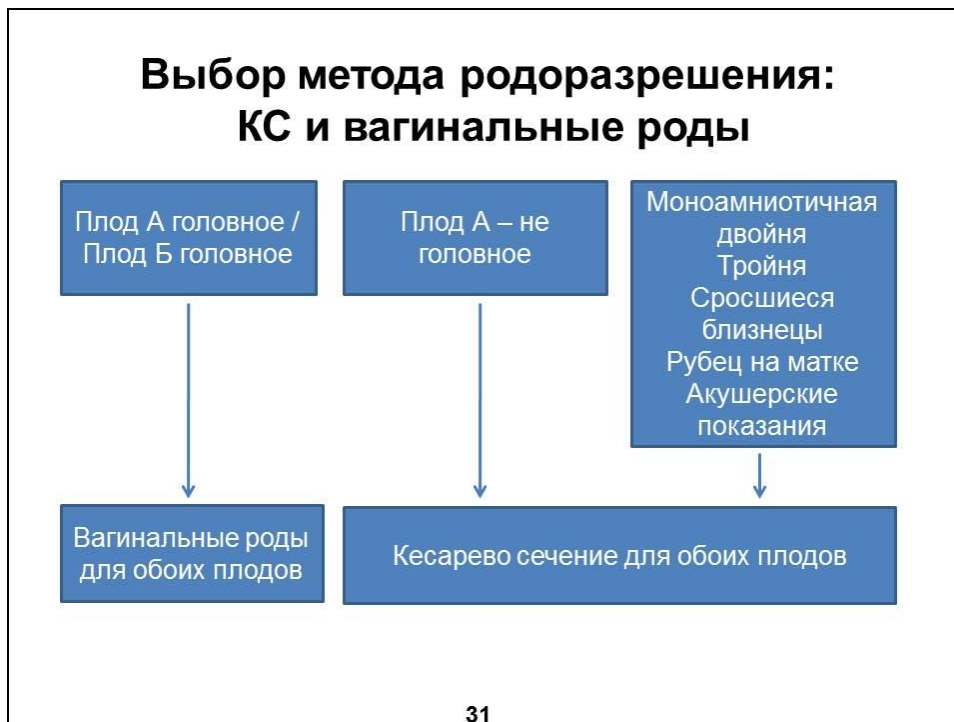 Выбор метода родоразрешения:
КС и вагинальные роды
Плод А головное /
Плод Б головное
Плод А – не
головное
Моноамниотичная
двойня
Тройня
Сросшиеся
близнецы
Рубец на матке
Акушерские
показания
Вагинальные роды
для обоих плодов
Кесарево сечение для обоих плодов
31